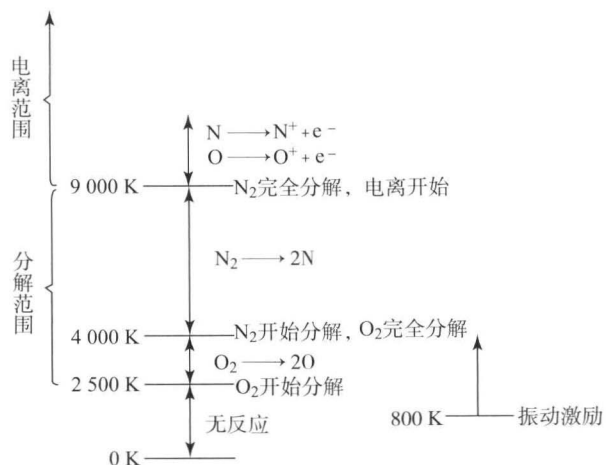 电离范围
N → N⁺ + e⁻
O → O⁺ + e⁻
9 000 K N₂完全分解，电离开始
分解范围
N₂ → 2N
4 000 K N₂开始分解，O₂完全分解
O₂ → 2O
2 500 K O₂开始分解
800 K 振动激励
无反应
0 K